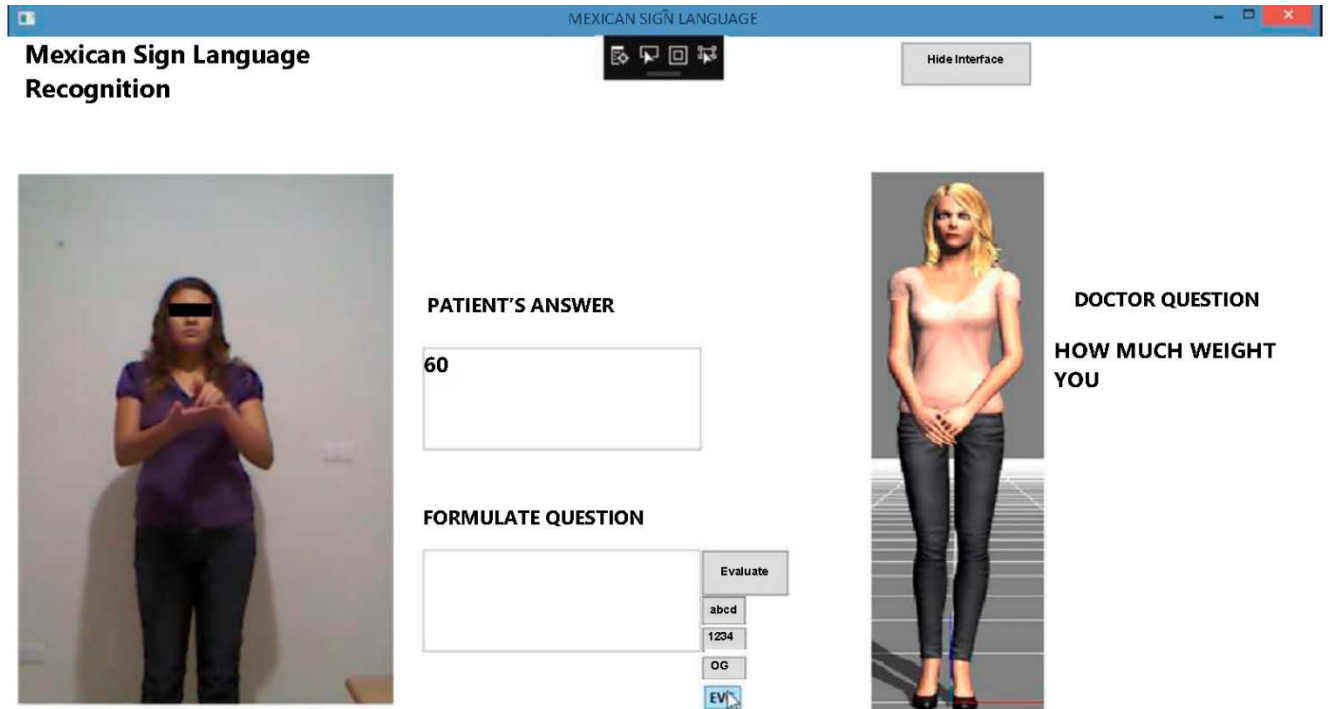 MEXICAN SIGN LANGUAGE
Mexican Sign Language
Recognition
Hide Interface
PATIENT'S ANSWER
60
DOCTOR QUESTION
HOW MUCH WEIGHT
YOU
FORMULATE QUESTION
Evaluate
abcd
1234
OG